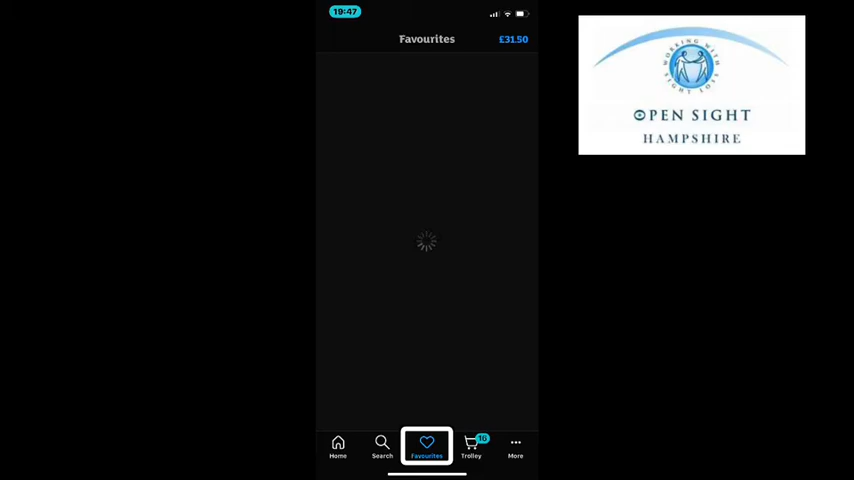 19:47
Favourites
£31.50
WORKING WITH
SIGHT LOSS
OPEN SIGHT
HAMPSHIRE
16
Home
Search
Favourites
Trolley
More